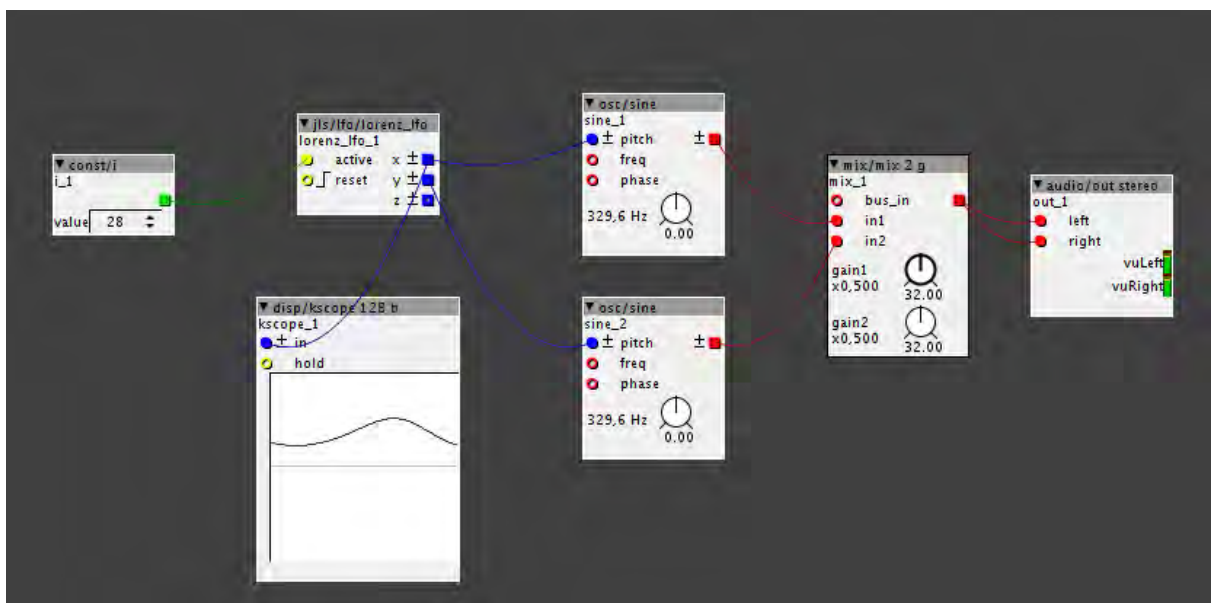 const/i
i_1
value 28
jls/lfo/lorenz_lfo
lorenz_lfo_1
active x ±
reset y ±
z ±
disp/kscope 128 b
kscope_1
± in
hold
osc/sine
sine_1
± pitch ±
freq
phase
329,6 Hz
0.00
osc/sine
sine_2
± pitch ±
freq
phase
329,6 Hz
0.00
mix/mix 2 g
mix_1
bus_in
in1
in2
gain1
x0,500
32.00
gain2
x0,500
32.00
audio/out stereo
out_1
left
right
vuLeft
vuRight